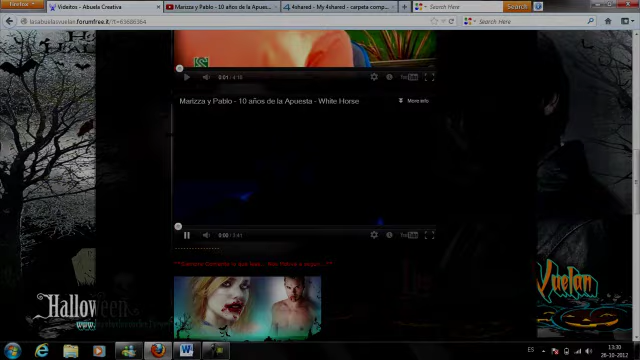 Firefox
Videitos - Abuela Creativa
Marizza y Pablo - 10 años de la Apues...
4shared - My 4shared - carpeta comp...
Search Here
Search
lacabuelasvuelan.forumfree.it/?t=63688364
Search Here
0:01 / 4:16
Marizza y Pablo - 10 años de la Apuesta - White Horse
More info
0:00 / 3:41
Vuelan
Halloween
ES
13:30
26-10-2012